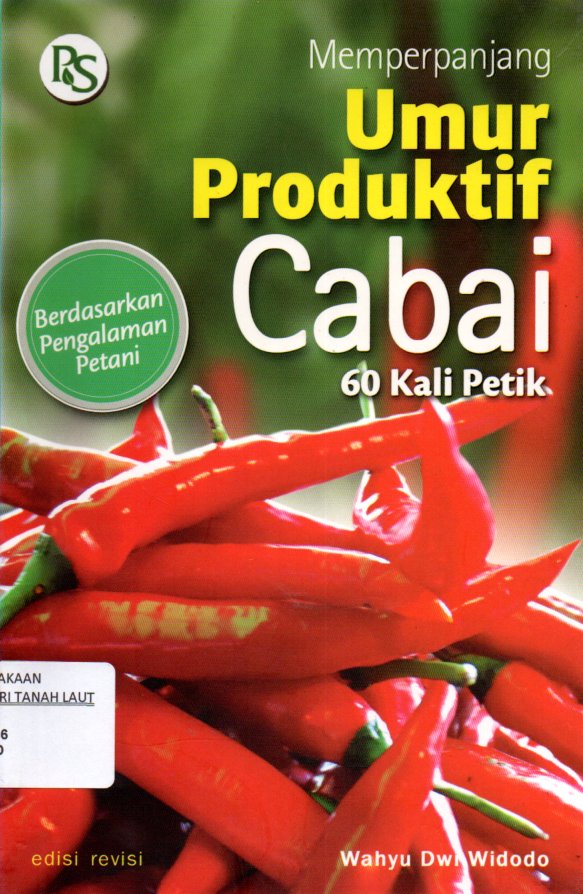 PS
Memperpanjang
Umur
Produktif
Cabai
60 Kali Petik
Berdasarkan
Pengalaman
Petani
AKAAN
RI TANAH LAUT
6
edisi revisi
Wahyu Dwi Widodo